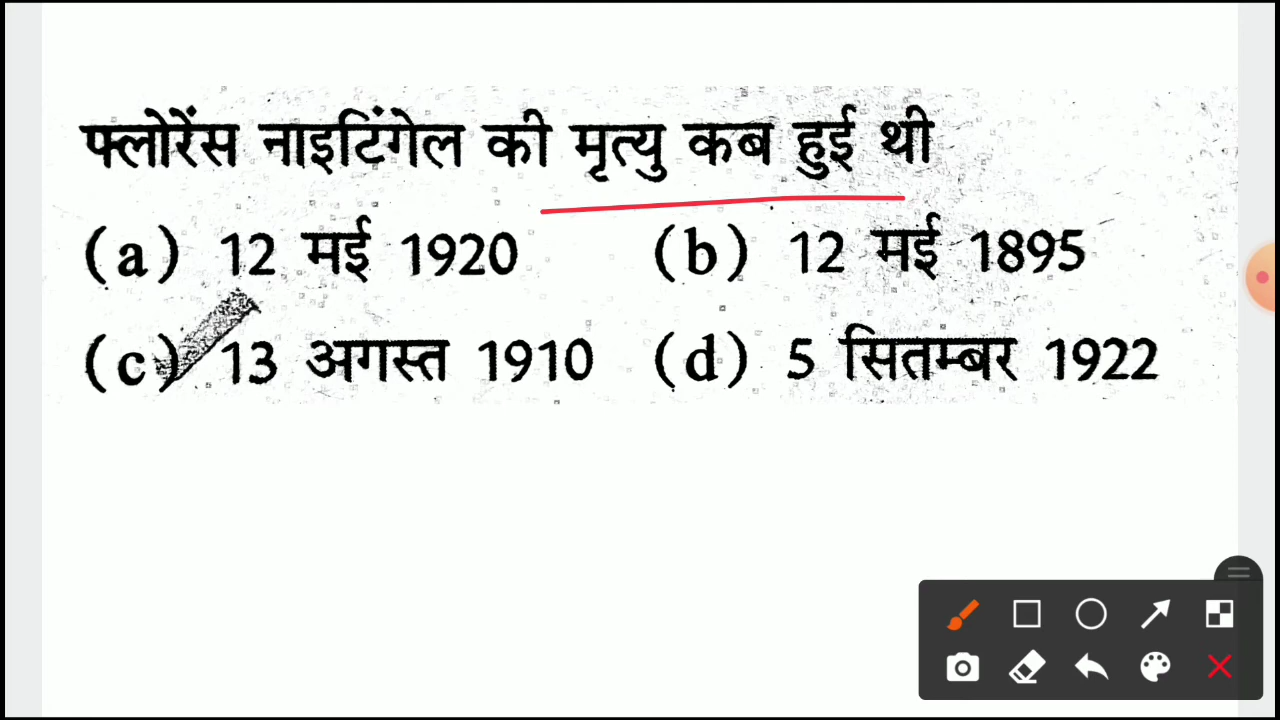 फ्लोरेंस नाइटिंगेल की मृत्यु कब हुई थी
(a) 12 मई 1920 (b) 12 मई 1895
(c) 13 अगस्त 1910 (d) 5 सितम्बर 1922